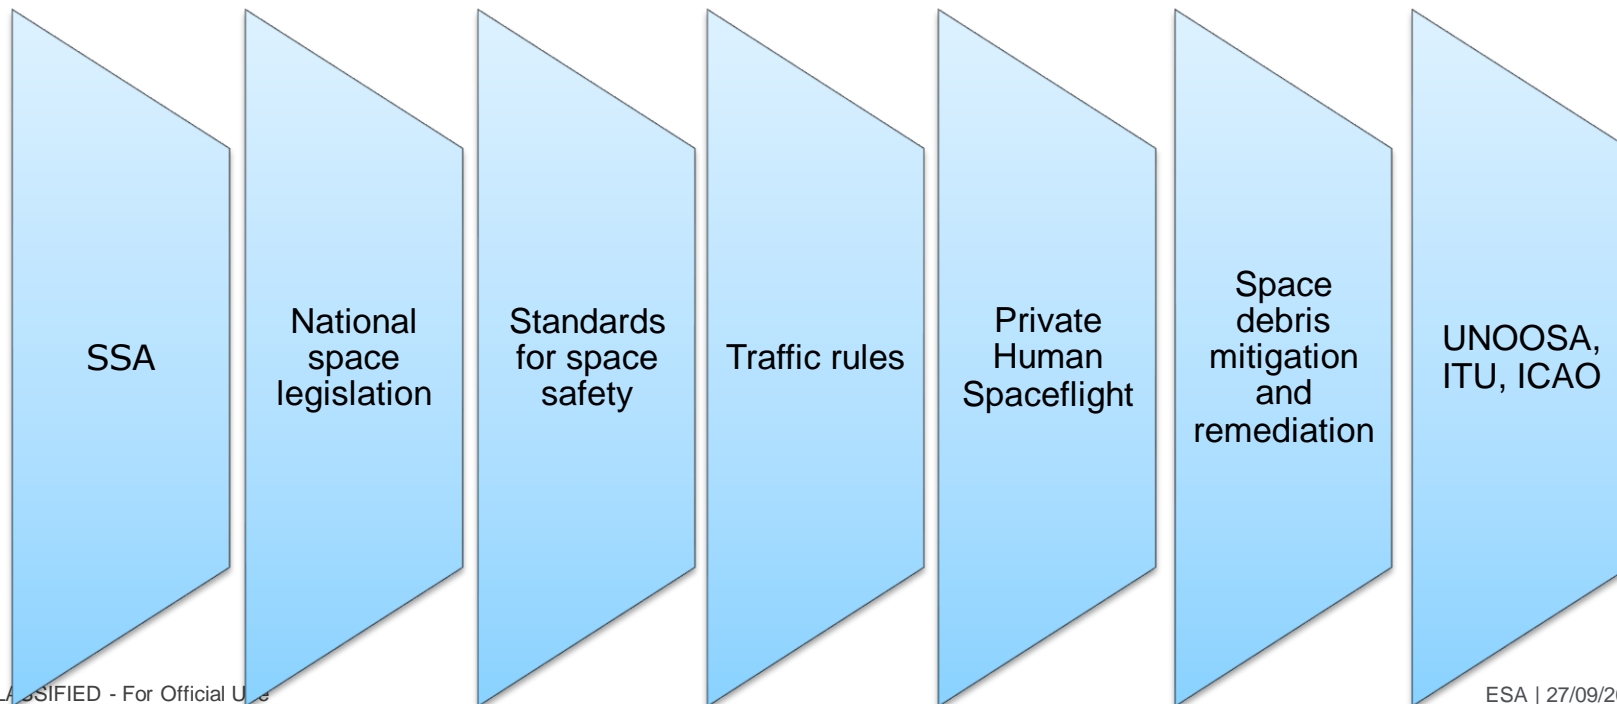 SSA
National
space
legislation
Standards
for space
safety
Traffic rules
Private
Human
Spaceflight
Space
debris
mitigation
and
remediation
UNOOSA,
ITU, ICAO
- For Official
ESA | 27/09/20